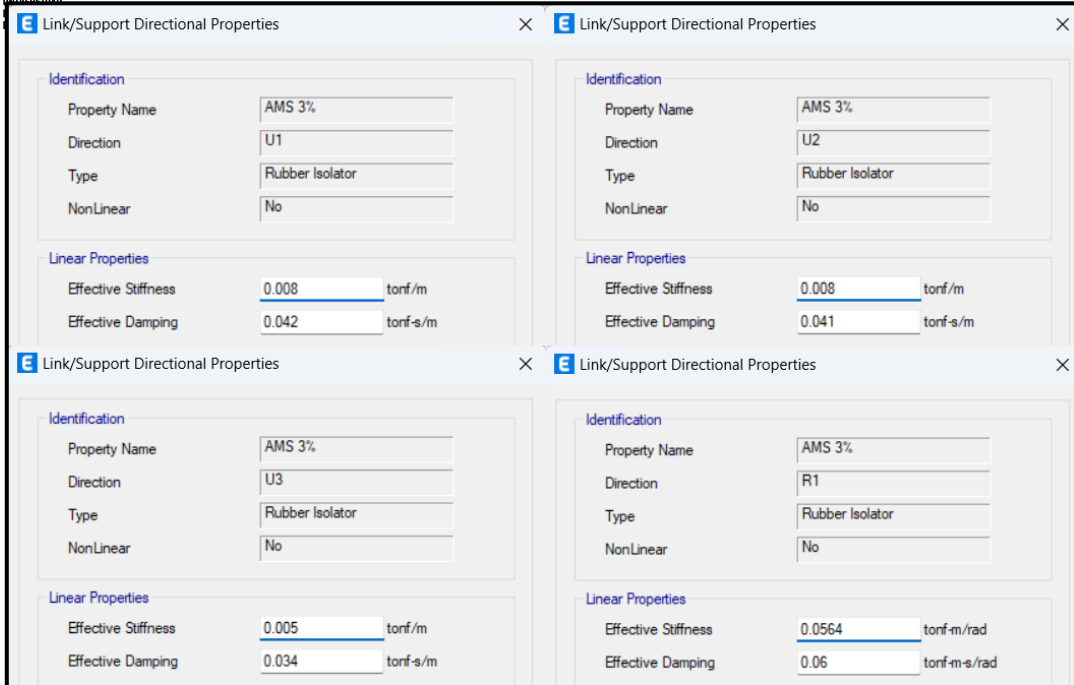 E Link/Support Directional Properties ×
Identification
Property Name AMS 3%
Direction U1
Type Rubber Isolator
NonLinear No
Linear Properties
Effective Stiffness 0.008 tonf/m
Effective Damping 0.042 tonf-s/m
E Link/Support Directional Properties ×
Identification
Property Name AMS 3%
Direction U2
Type Rubber Isolator
NonLinear No
Linear Properties
Effective Stiffness 0.008 tonf/m
Effective Damping 0.041 tonf-s/m
E Link/Support Directional Properties ×
Identification
Property Name AMS 3%
Direction U3
Type Rubber Isolator
NonLinear No
Linear Properties
Effective Stiffness 0.005 tonf/m
Effective Damping 0.034 tonf-s/m
E Link/Support Directional Properties ×
Identification
Property Name AMS 3%
Direction R1
Type Rubber Isolator
NonLinear No
Linear Properties
Effective Stiffness 0.0564 tonf-m/rad
Effective Damping 0.06 tonf-m-s/rad